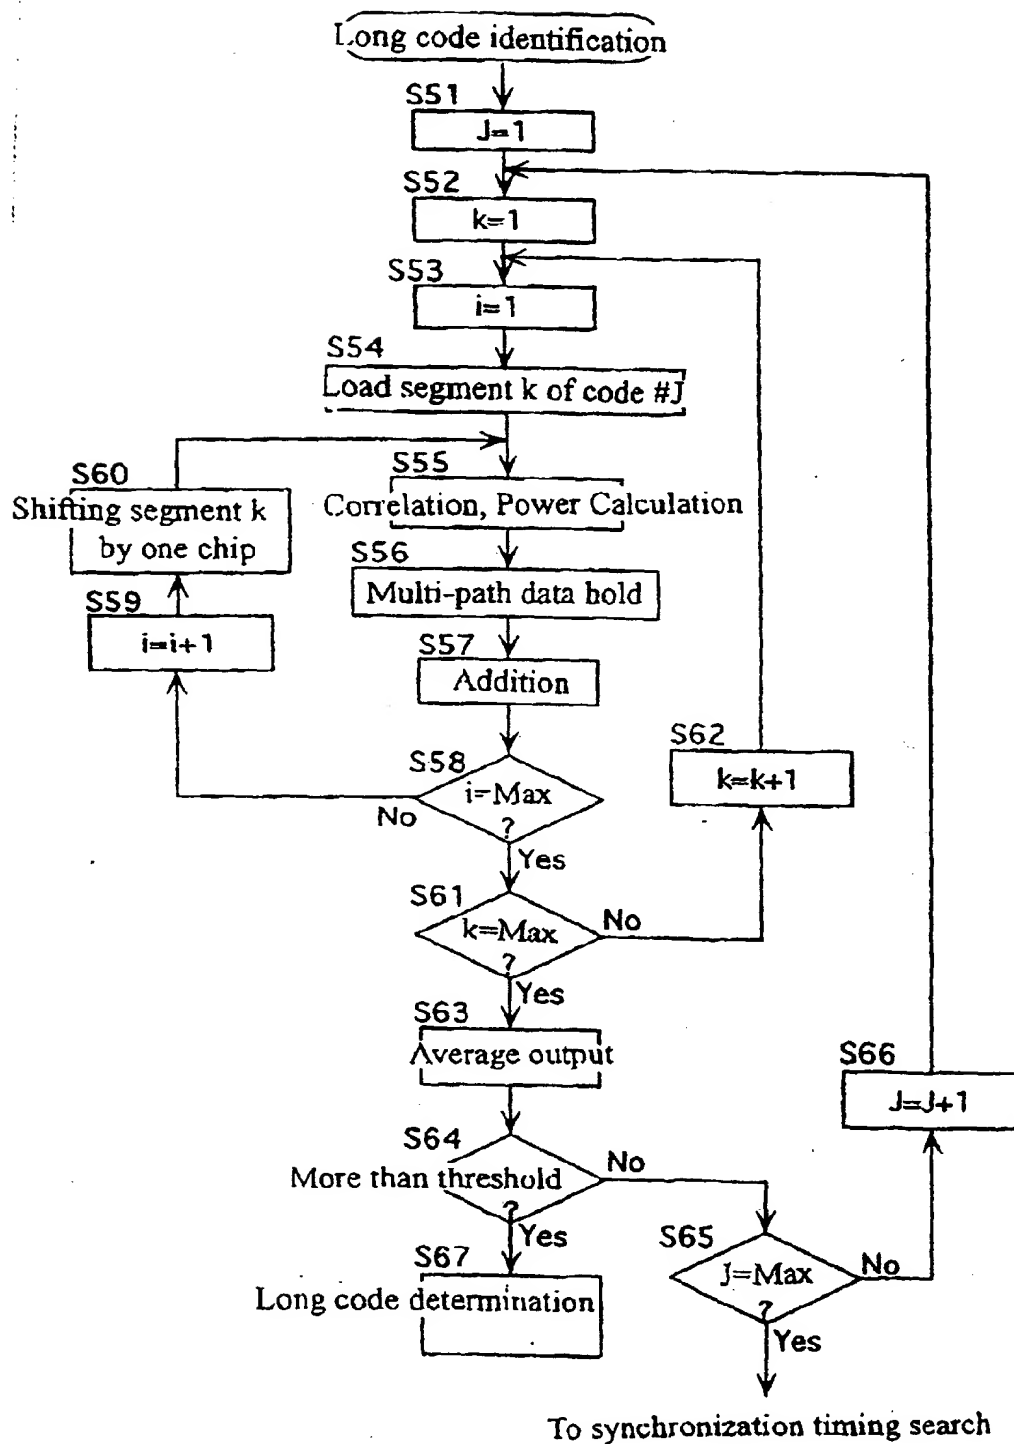 Long code identification
S51
J=1
S52
k=1
S53
i=1
S54
Load segment k of code #J
S60
Shifting segment k
by one chip
S55
Correlation, Power Calculation
S56
Multi-path data hold
S59
i=i+1
S57
Addition
S58
i=Max
?
No
Yes
S62
k=k+1
S61
k=Max
?
No
Yes
S63
Average output
S66
J=J+1
S64
More than threshold
?
No
Yes
S65
J=Max
?
No
Yes
S67
Long code determination
To synchronization timing search